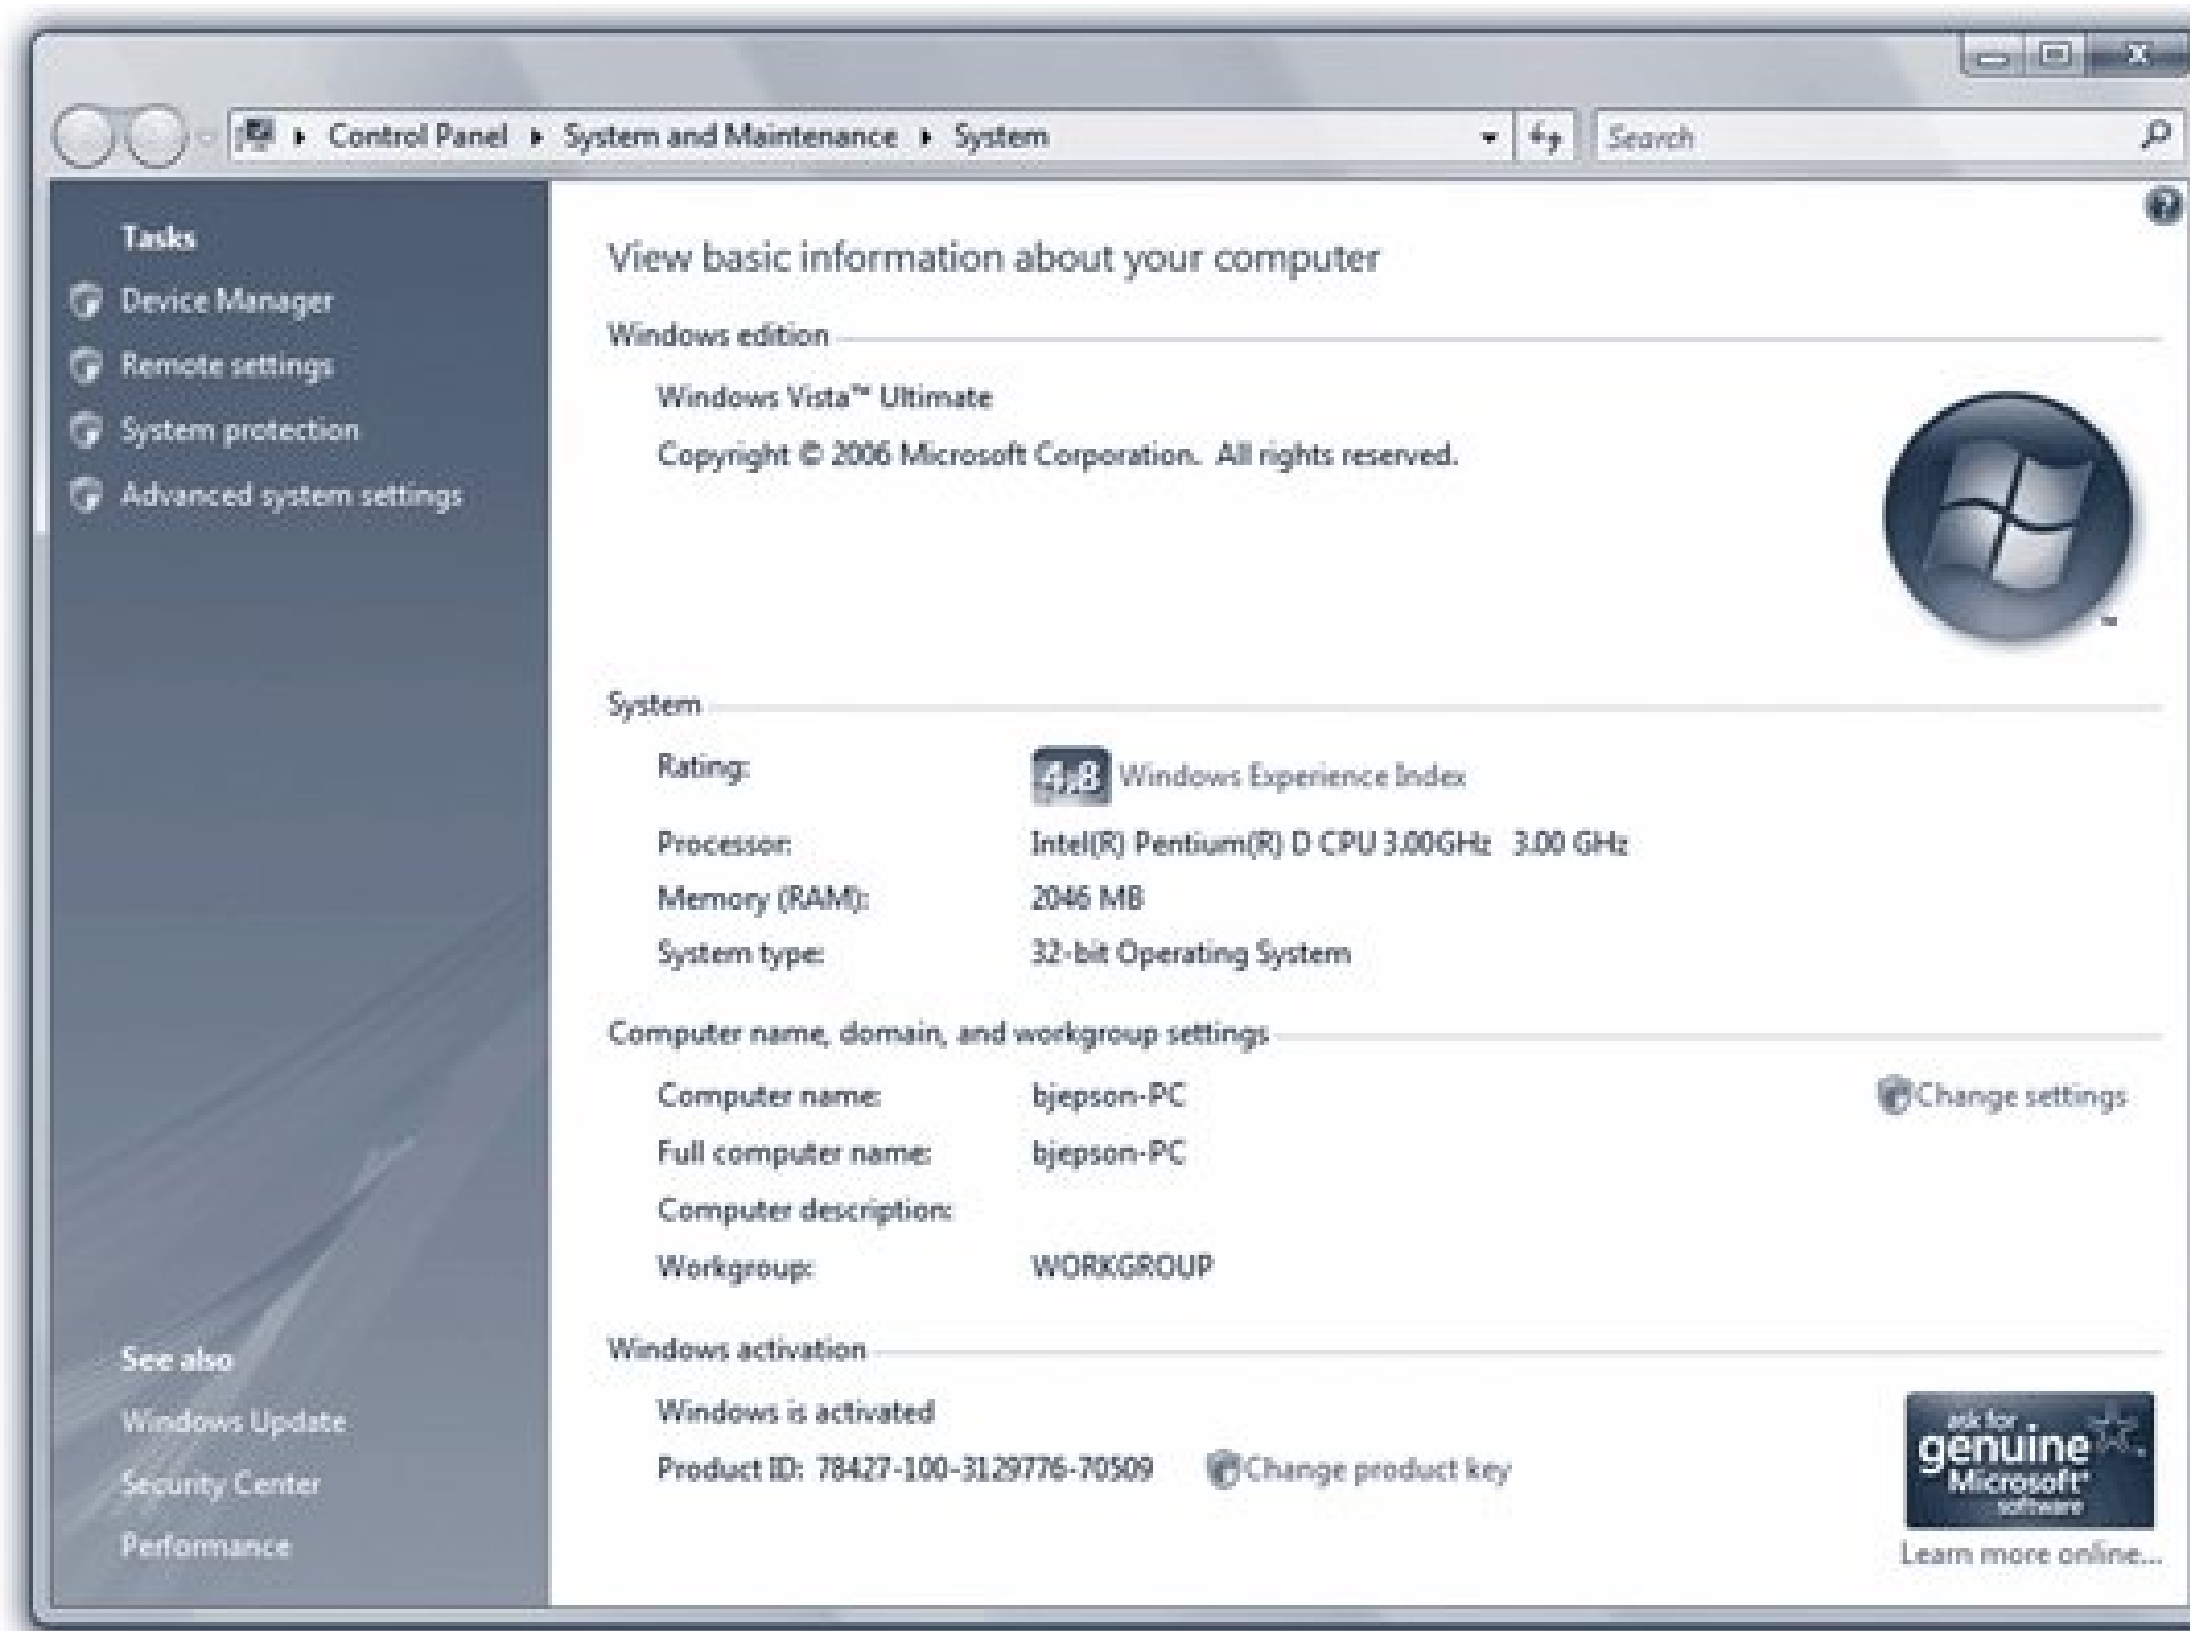 Control Panel ▸ System and Maintenance ▸ System
Search
Tasks
Device Manager
Remote settings
System protection
Advanced system settings
View basic information about your computer
Windows edition
Windows Vista™ Ultimate
Copyright © 2006 Microsoft Corporation. All rights reserved.
System
Rating: 4,8 Windows Experience Index
Processor: Intel(R) Pentium(R) D CPU 3.00GHz 3.00 GHz
Memory (RAM): 2046 MB
System type: 32-bit Operating System
Computer name, domain, and workgroup settings
Computer name: bjepson-PC Change settings
Full computer name: bjepson-PC
Computer description:
Workgroup: WORKGROUP
Windows activation
Windows is activated
Product ID: 78427-100-3129776-70509 Change product key
ask for
genuine
Microsoft®
software
Learn more online...
See also
Windows Update
Security Center
Performance